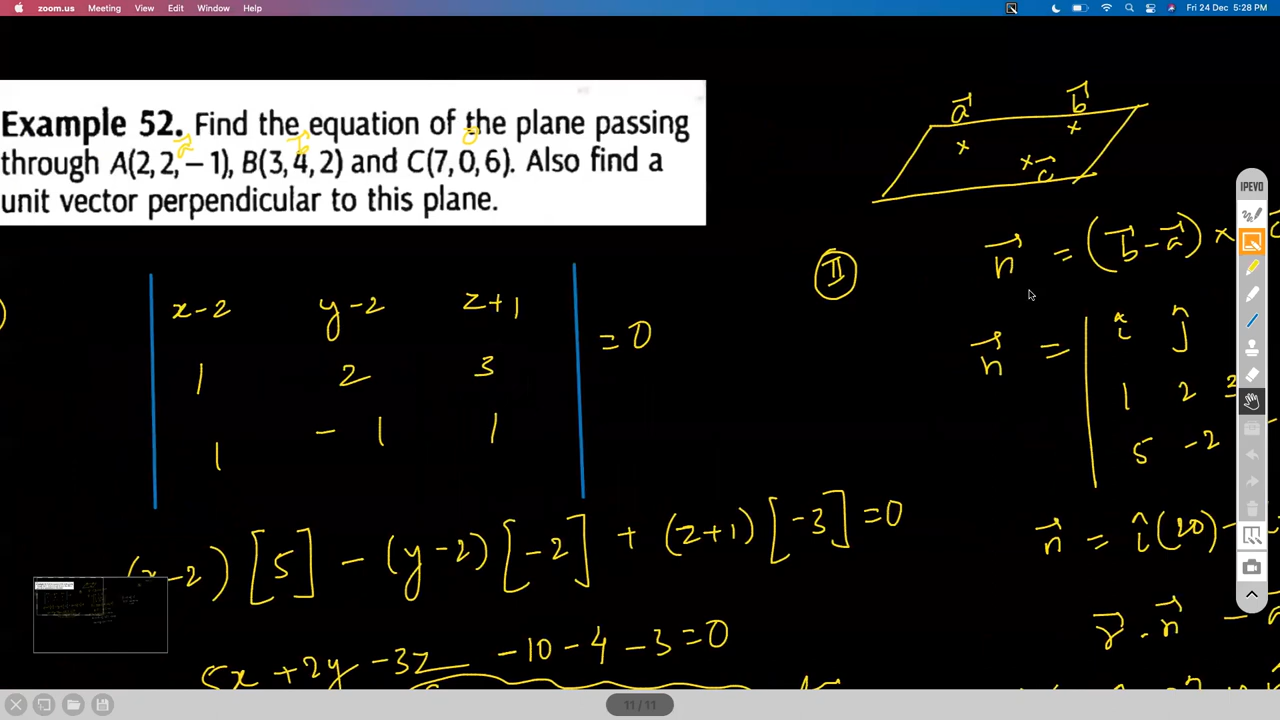 zoom.us Meeting View Edit Window Help Fri 24 Dec 5:28 PM
Example 52. Find the equation of the plane passing
through A(2, 2, – 1), B(3, 4, 2) and C(7, 0, 6). Also find a
unit vector perpendicular to this plane.
a⃗ b⃗
c⃗
II
n⃗ = (b⃗ - a⃗) ×
x-2 y-2 z+1
1 2 3 = 0
1 - 1 1
n⃗ = î ĵ
1 2
5 -2
-2) [5] - (y-2) [-2] + (z+1) [-3] = 0
n⃗ = î (20) -
r⃗ . n⃗ -
5x + 2y - 3z -10 - 4 - 3 = 0
IPEVO
11 / 11